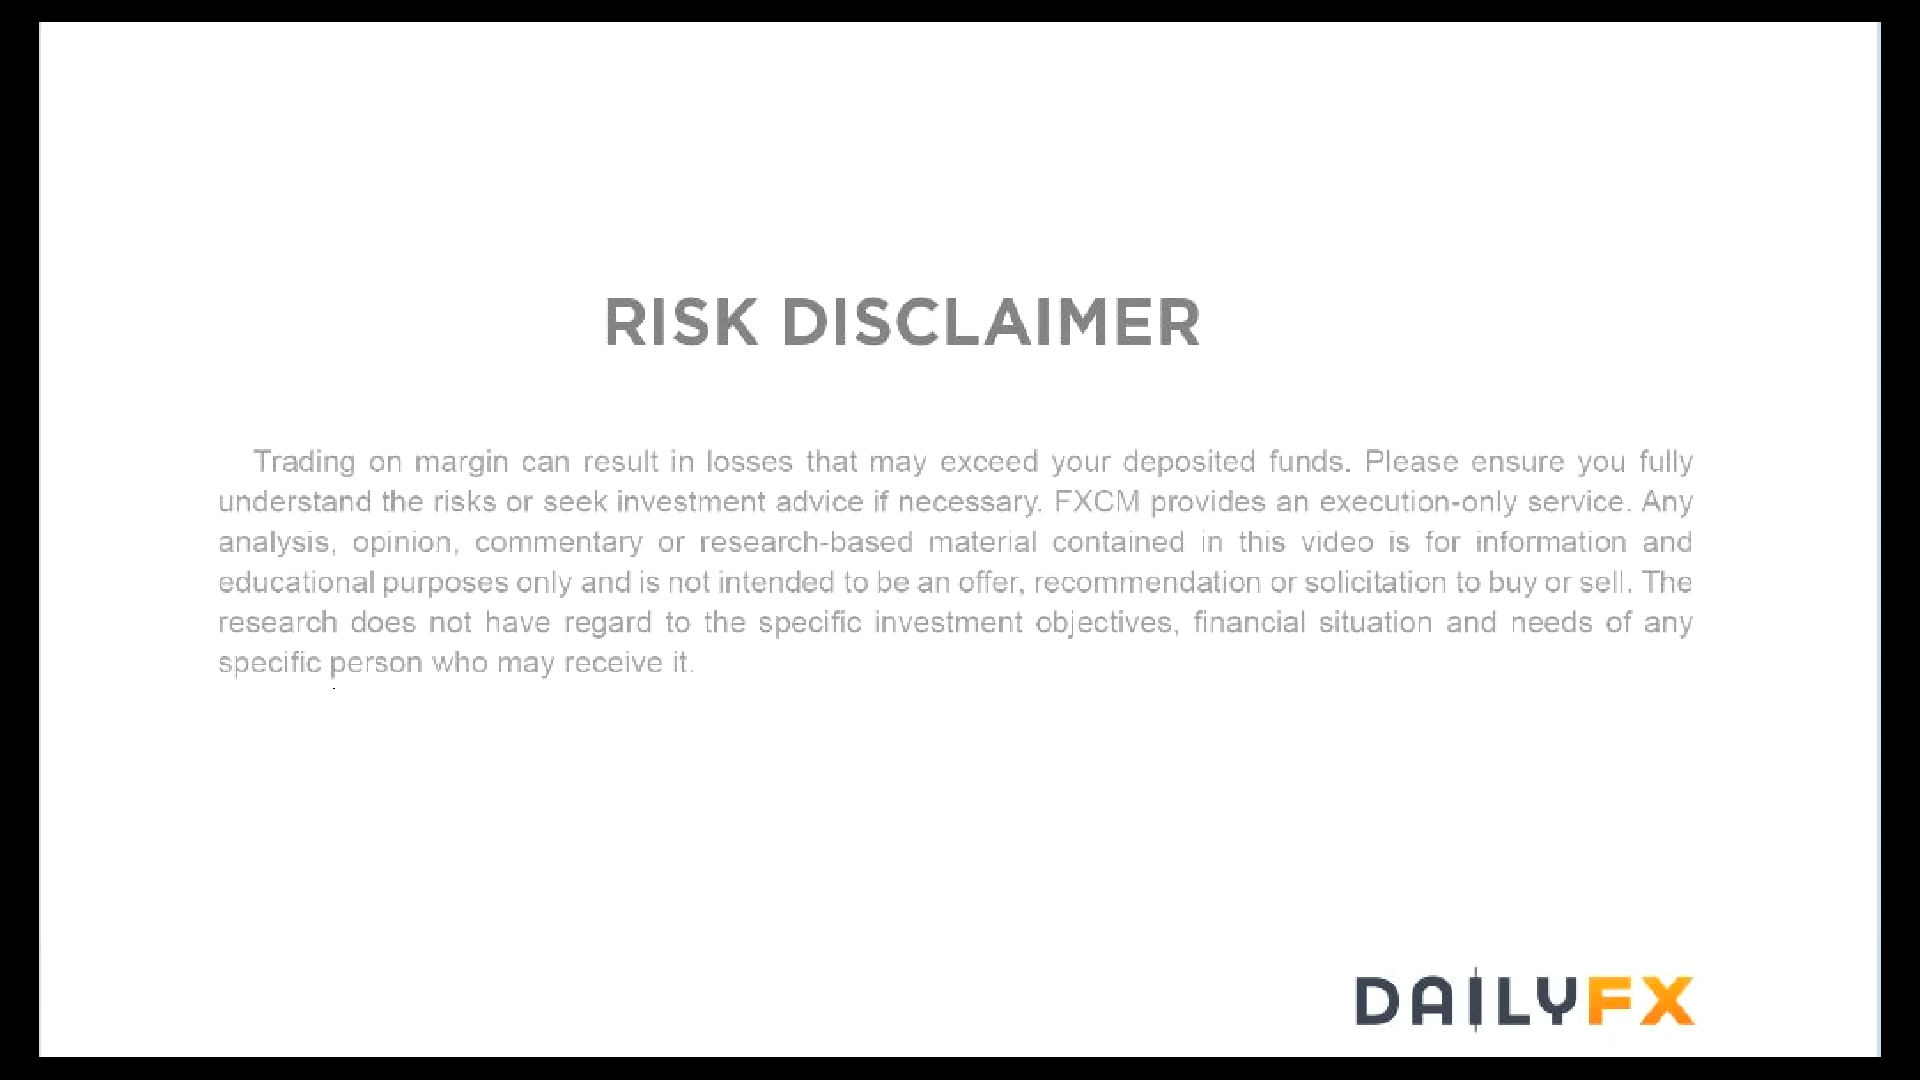 RISK DISCLAIMER
Trading on margin can result in losses that may exceed your deposited funds. Please ensure you fully
understand the risks or seek investment advice if necessary. FXCM provides an execution-only service. Any
analysis, opinion, commentary or research-based material contained in this video is for information and
educational purposes only and is not intended to be an offer, recommendation or solicitation to buy or sell. The
research does not have regard to the specific investment objectives, financial situation and needs of any
specific person who may receive it.
DAILYFX